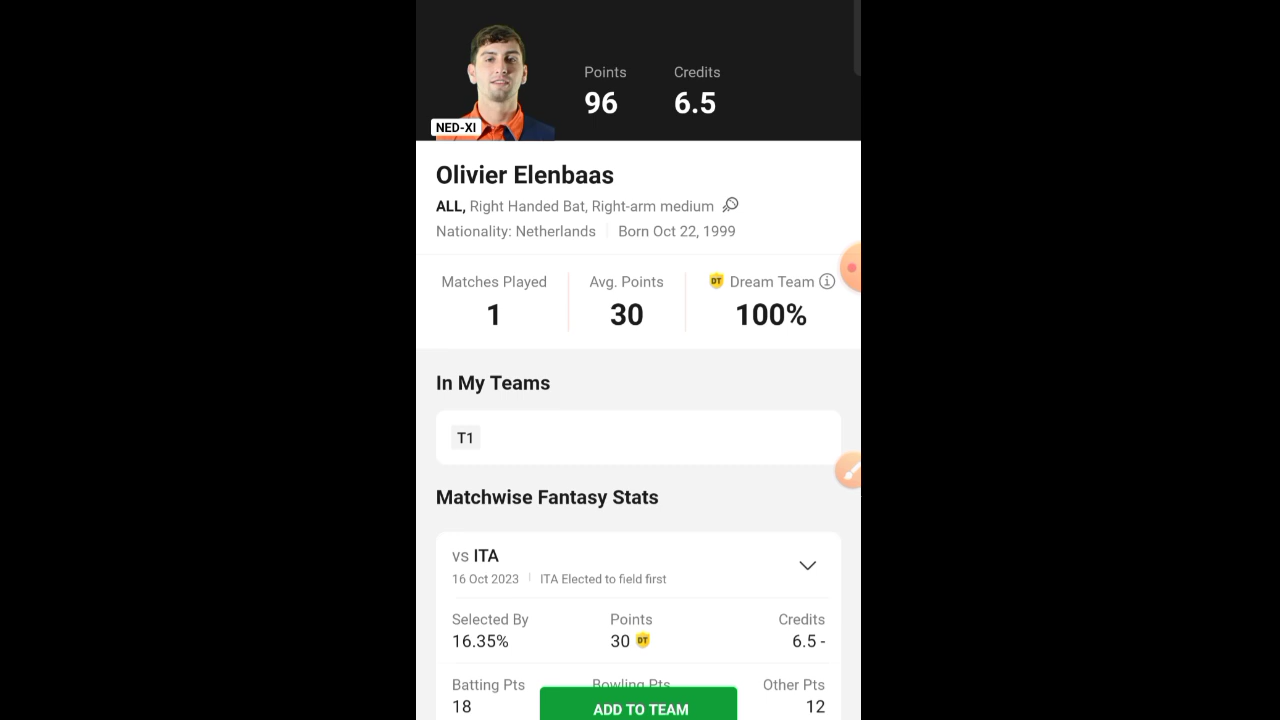 Points Credits
96 6.5
NED-XI
Olivier Elenbaas
ALL, Right Handed Bat, Right-arm medium
Nationality: Netherlands Born Oct 22, 1999
Matches Played Avg. Points DT Dream Team
1 30 100%
In My Teams
T1
Matchwise Fantasy Stats
vs ITA
16 Oct 2023 ITA Elected to field first
Selected By Points Credits
16.35% 30 DT 6.5 -
Batting Pts Bowling Pts Other Pts
18 ADD TO TEAM 12